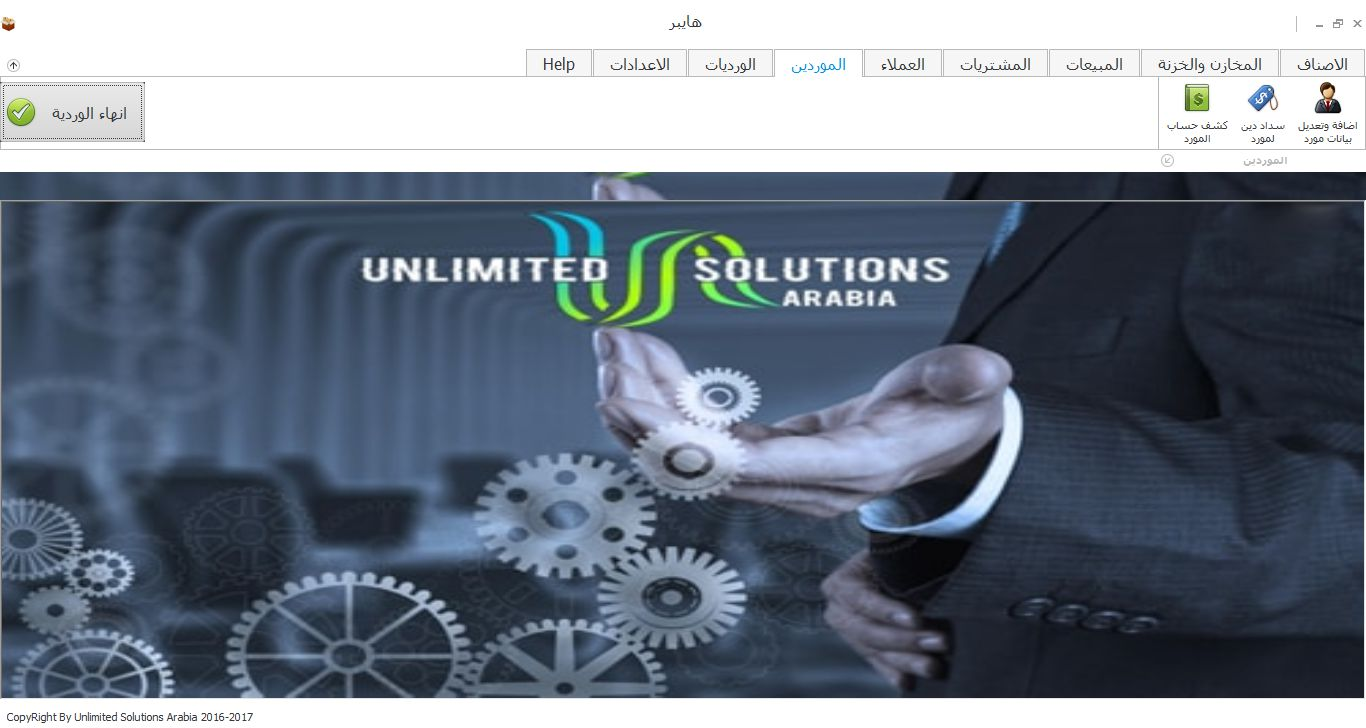 هايبر
الاصناف
المخازن والخزنة
المبيعات
المشتريات
العملاء
الموردين
الورديات
الاعدادات
Help
اضافة وتعديل
بيانات مورد
سداد دين
لمورد
كشف حساب
المورد
انهاء الوردية
الموردين
UNLIMITED SOLUTIONS
ARABIA
CopyRight By Unlimited Solutions Arabia 2016-2017